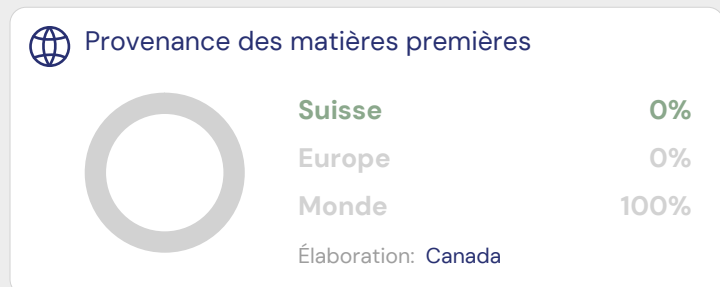 Provenance des matières premières
Suisse 0%
Europe 0%
Monde 100%
Élaboration: Canada